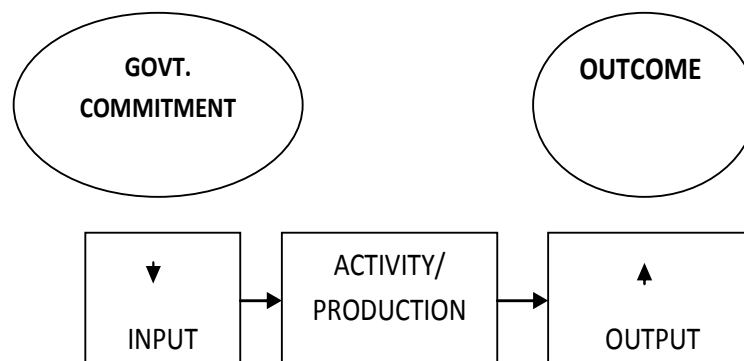 GOVT.
COMMITMENT
OUTCOME
ACTIVITY/
PRODUCTION
INPUT
OUTPUT